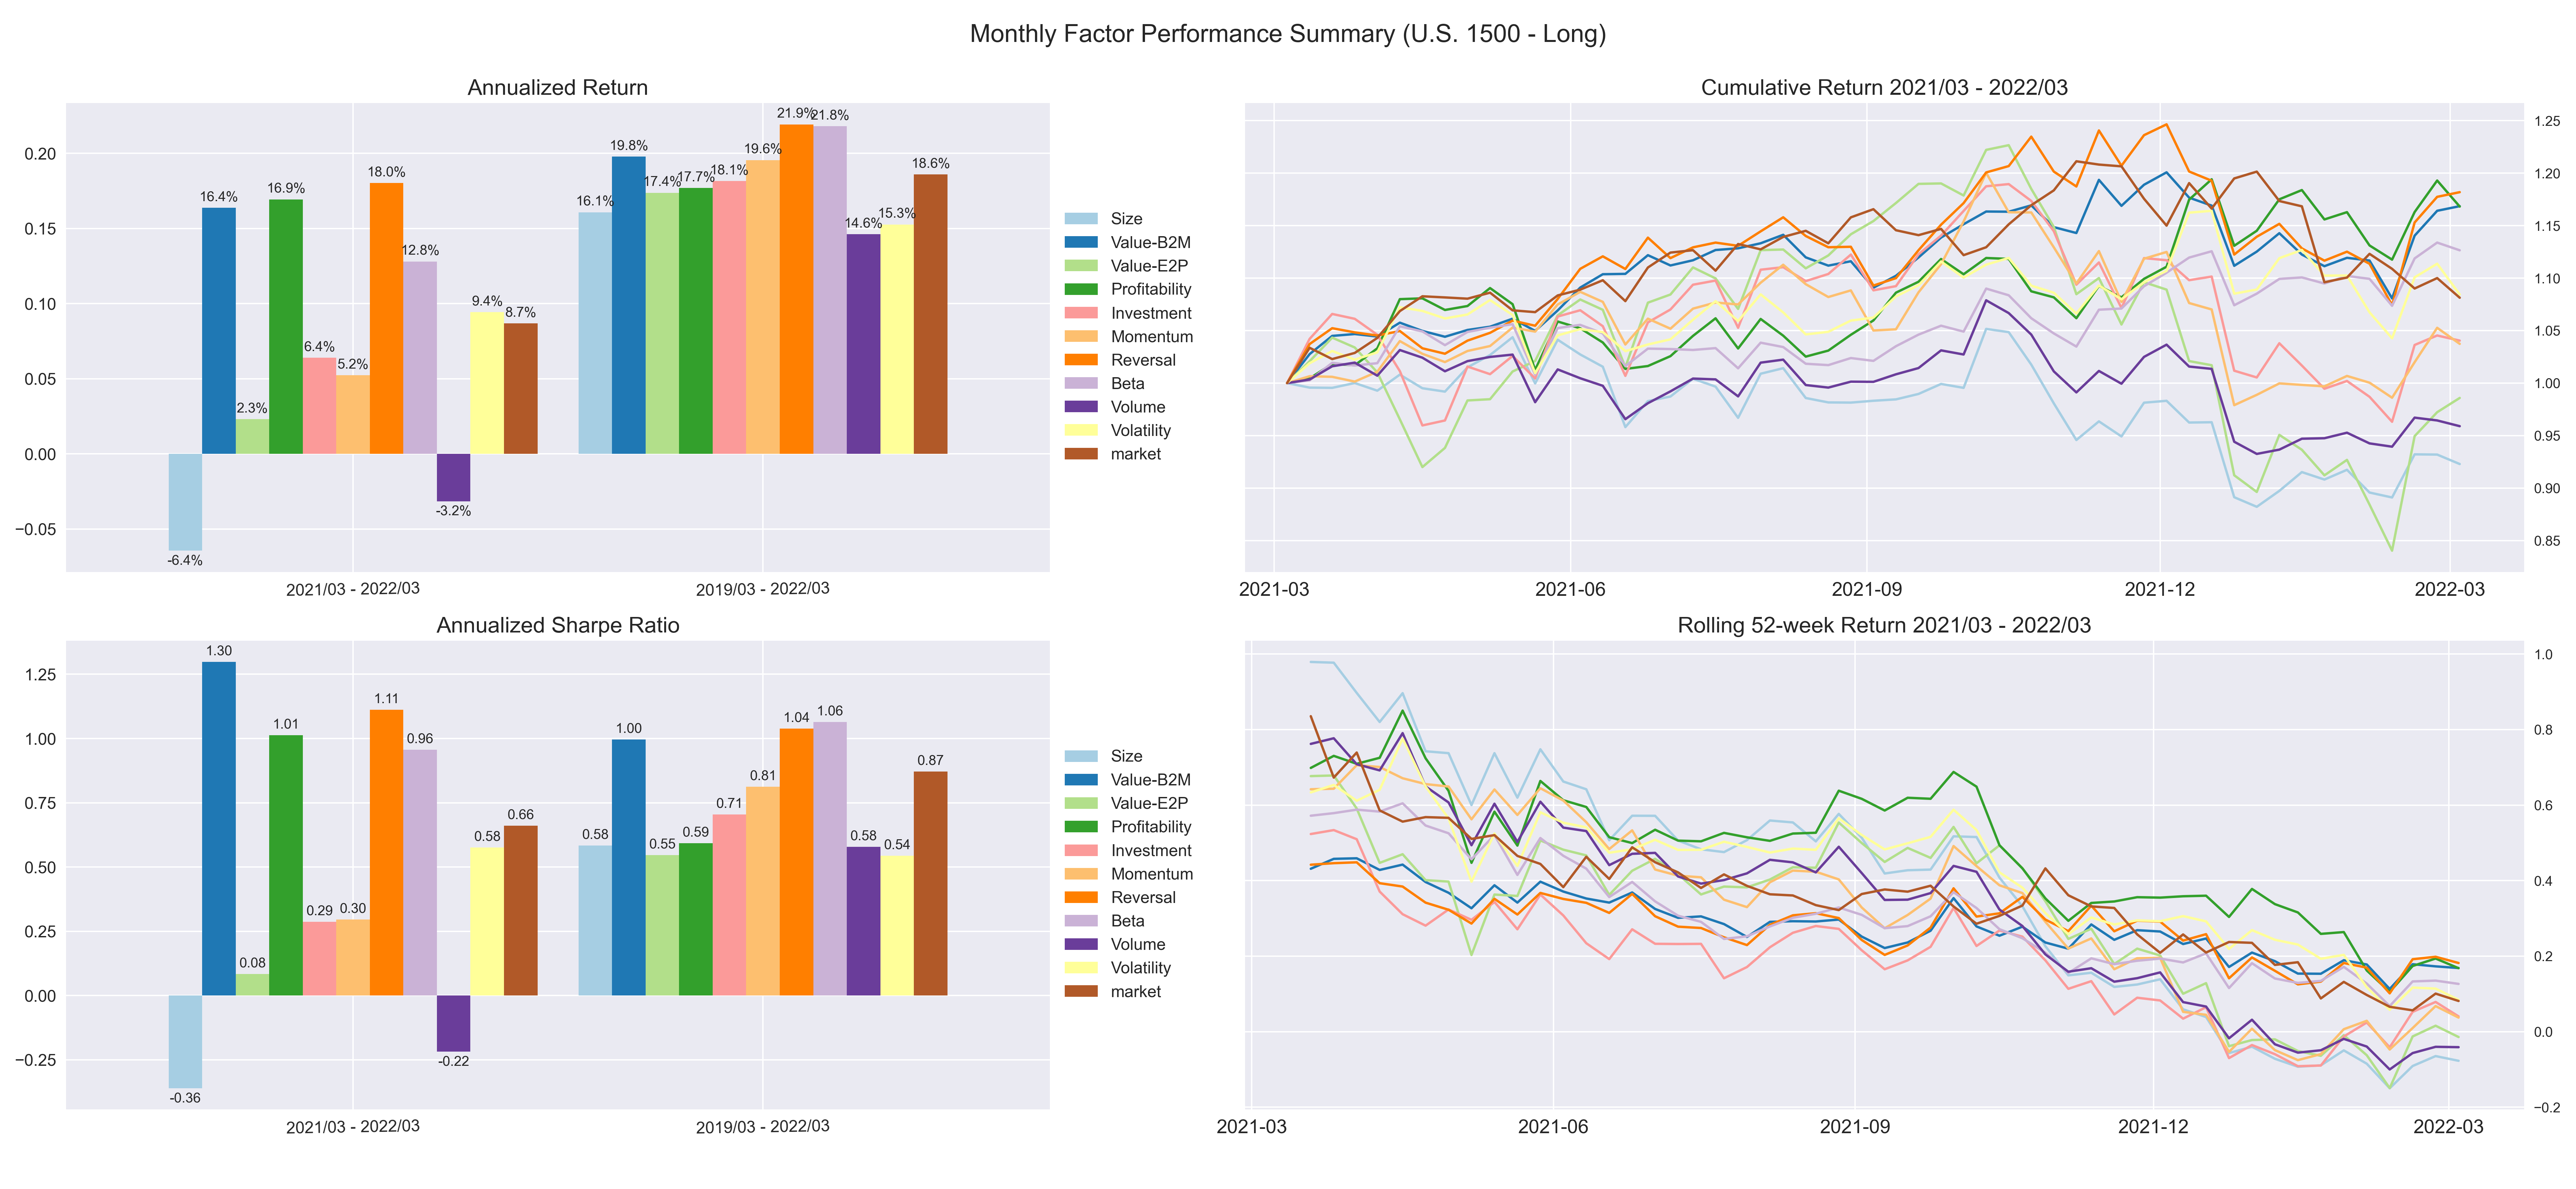 Monthly Factor Performance Summary (U.S. 1500 - Long)
Annualized Return
0.20
0.15
0.10
0.05
0.00
−0.05
-6.4%
16.4%
2.3%
16.9%
6.4%
5.2%
18.0%
12.8%
-3.2%
9.4%
8.7%
16.1%
19.8%
17.4%
17.7%
18.1%
19.6%
21.9%
21.8%
14.6%
15.3%
18.6%
2021/03 - 2022/03
2019/03 - 2022/03
Size
Value-B2M
Value-E2P
Profitability
Investment
Momentum
Reversal
Beta
Volume
Volatility
market
Cumulative Return 2021/03 - 2022/03
1.25
1.20
1.15
1.10
1.05
1.00
0.95
0.90
0.85
2021-03
2021-06
2021-09
2021-12
2022-03
Annualized Sharpe Ratio
1.25
1.00
0.75
0.50
0.25
0.00
−0.25
-0.36
1.30
0.08
1.01
0.29
0.30
1.11
0.96
-0.22
0.58
0.66
0.58
1.00
0.55
0.59
0.71
0.81
1.04
1.06
0.58
0.54
0.87
2021/03 - 2022/03
2019/03 - 2022/03
Size
Value-B2M
Value-E2P
Profitability
Investment
Momentum
Reversal
Beta
Volume
Volatility
market
Rolling 52-week Return 2021/03 - 2022/03
1.0
0.8
0.6
0.4
0.2
0.0
−0.2
2021-03
2021-06
2021-09
2021-12
2022-03